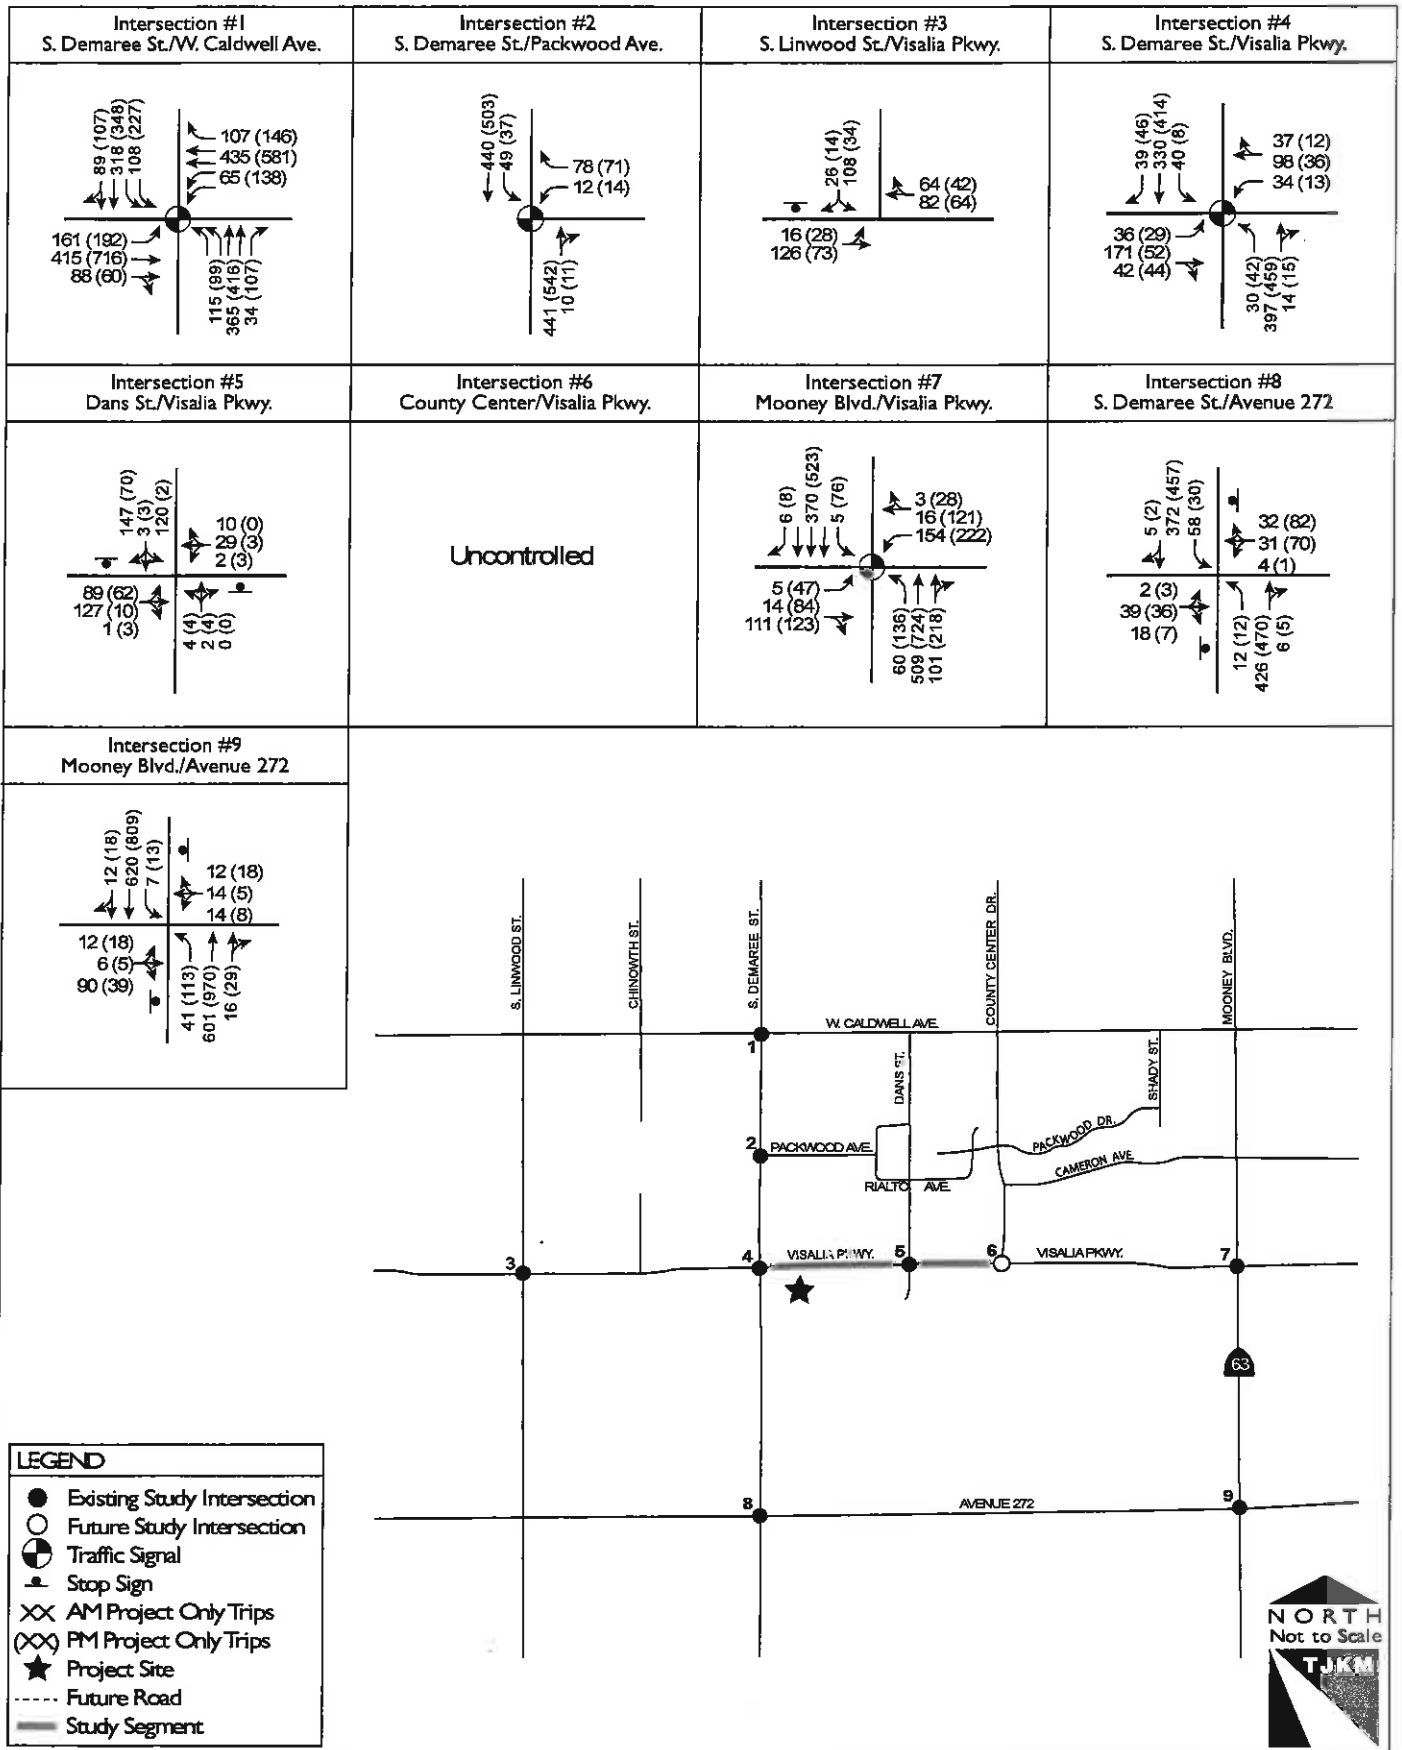 Intersection #1
S. Demaree St./W. Caldwell Ave.
89 (107)
318 (348)
108 (227)
107 (146)
435 (581)
65 (138)
161 (192)
415 (716)
88 (60)
115 (99)
365 (416)
34 (107)
Intersection #2
S. Demaree St./Packwood Ave.
440 (503)
49 (37)
78 (71)
12 (14)
441 (542)
10 (11)
Intersection #3
S. Linwood St./Visalia Pkwy.
26 (14)
108 (34)
64 (42)
82 (64)
16 (28)
126 (73)
Intersection #4
S. Demaree St./Visalia Pkwy.
39 (46)
330 (414)
40 (8)
37 (12)
98 (36)
34 (13)
36 (29)
171 (52)
42 (44)
30 (42)
397 (459)
14 (15)
Intersection #5
Dans St./Visalia Pkwy.
147 (70)
3 (3)
120 (2)
10 (0)
29 (3)
2 (3)
89 (62)
127 (10)
1 (3)
4 (4)
2 (4)
0 (0)
Intersection #6
County Center/Visalia Pkwy.
Uncontrolled
Intersection #7
Mooney Blvd./Visalia Pkwy.
6 (8)
370 (523)
5 (76)
3 (28)
16 (121)
154 (222)
5 (47)
14 (84)
111 (123)
60 (136)
509 (724)
101 (218)
Intersection #8
S. Demaree St./Avenue 272
5 (2)
372 (457)
58 (30)
32 (82)
31 (70)
4 (1)
2 (3)
39 (36)
18 (7)
12 (12)
426 (470)
6 (5)
Intersection #9
Mooney Blvd./Avenue 272
12 (18)
620 (809)
7 (13)
12 (18)
14 (5)
14 (8)
12 (18)
6 (5)
90 (39)
41 (113)
601 (970)
16 (29)
S. LINWOOD ST.
CHINOWTH ST.
S. DEMAREE ST.
COUNTY CENTER DR.
MOONEY BLVD.
W. CALDWELL AVE.
1
DANS ST.
SHADY ST.
2
PACKWOOD AVE.
PACKWOOD DR.
CAMERON AVE.
RIALTO AVE.
3
4
VISALIA PKWY.
5
6
VISALIA PKWY.
7
63
8
AVENUE 272
9
LEGEND
Existing Study Intersection
Future Study Intersection
Traffic Signal
Stop Sign
XX AM Project Only Trips
(XX) PM Project Only Trips
Project Site
Future Road
Study Segment
NORTH
Not to Scale
TJKM